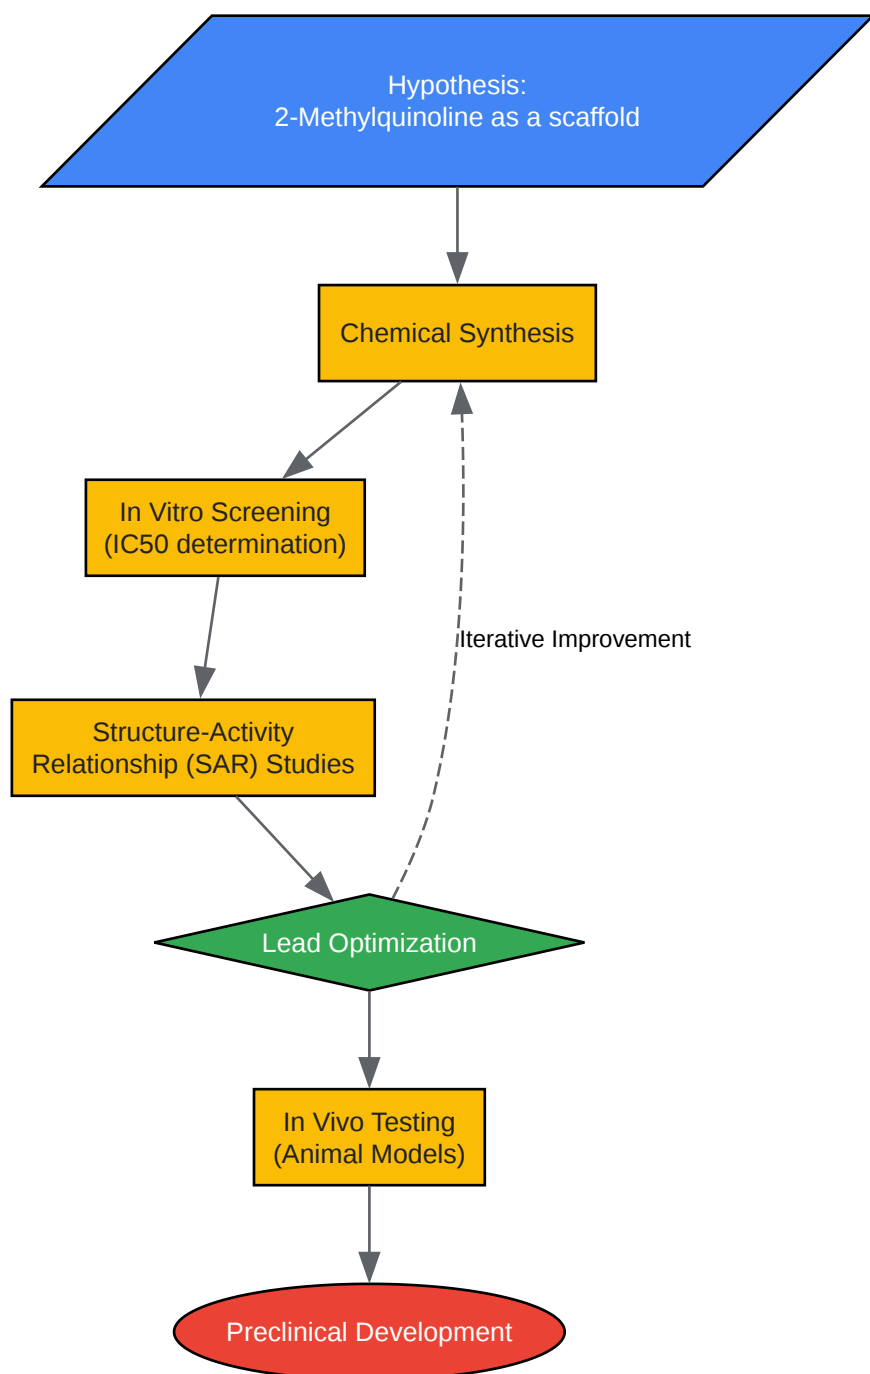 Hypothesis:
2-Methylquinoline as a scaffold
Chemical Synthesis
In Vitro Screening
(IC50 determination)
Iterative Improvement
Structure-Activity
Relationship (SAR) Studies
Lead Optimization
In Vivo Testing
(Animal Models)
Preclinical Development